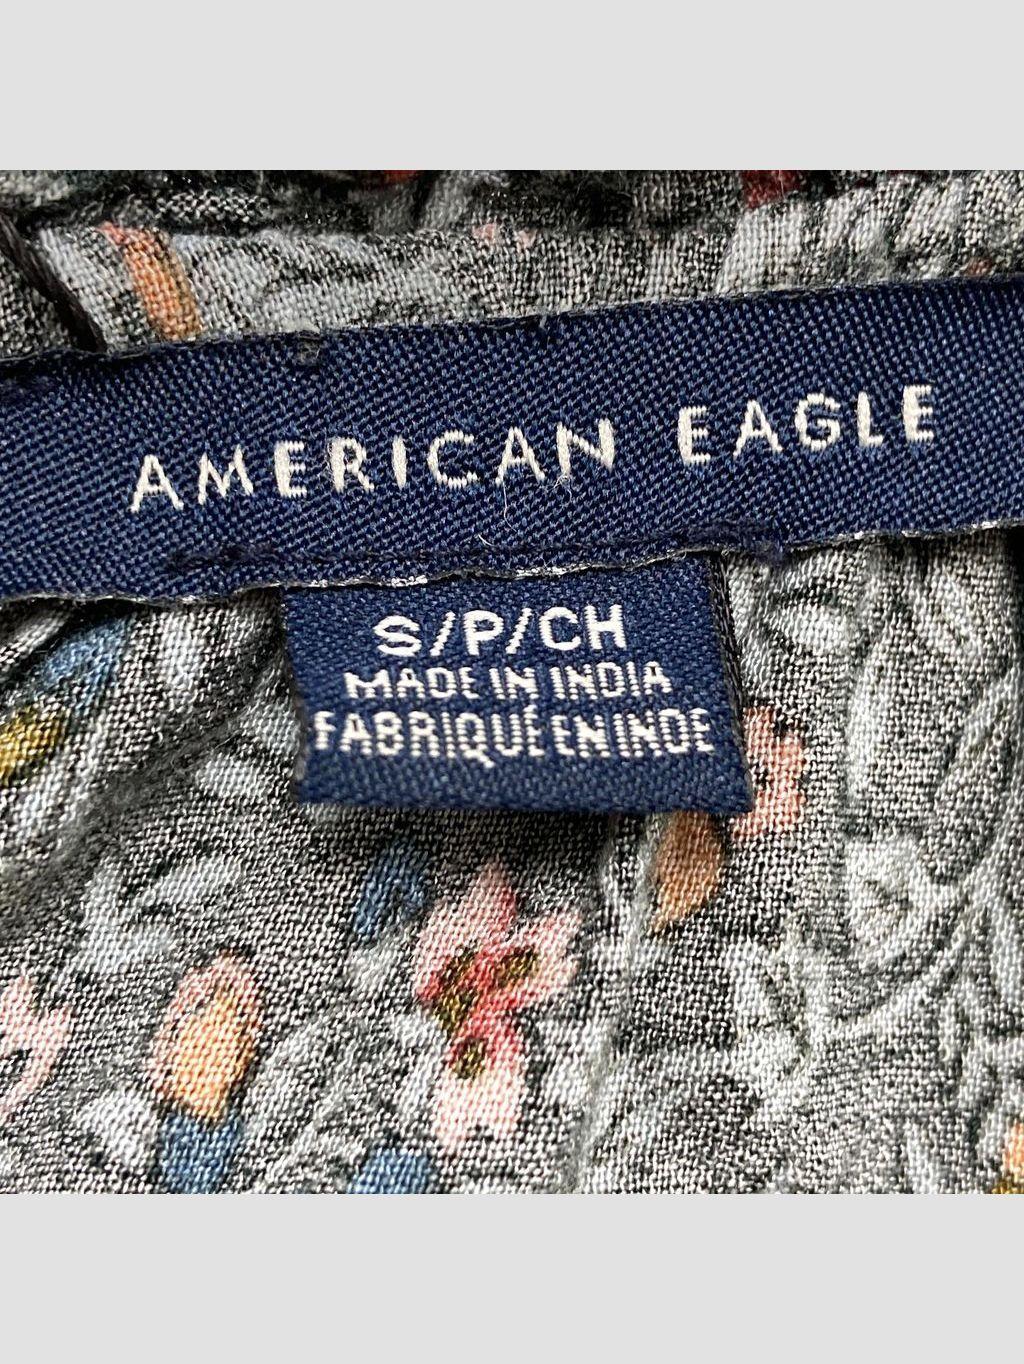 AMERICAN EAGLE
S/P/CH
MADE IN INDIA
FABRIQUÉ EN INDE